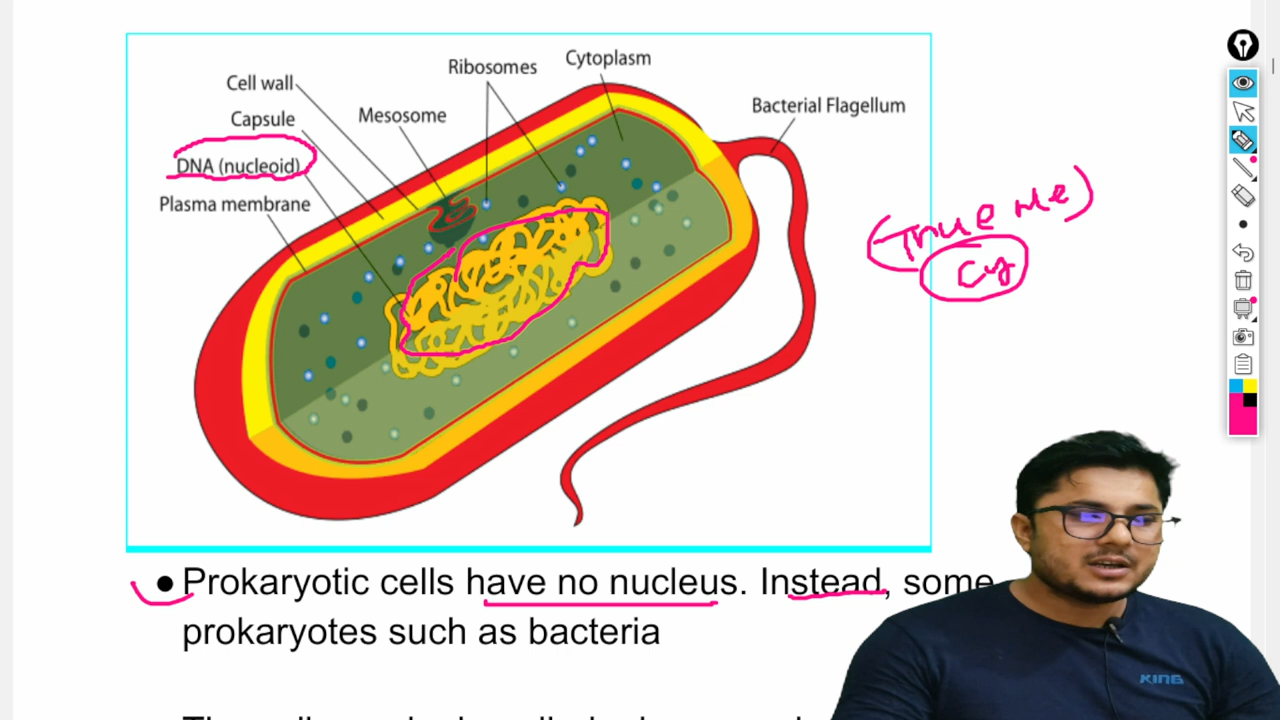 Cytoplasm
Ribosomes
Cell wall
Bacterial Flagellum
Mesosome
Capsule
DNA (nucleoid)
Plasma membrane
(True Ne)
Cy
● Prokaryotic cells have no nucleus. Instead, some
prokaryotes such as bacteria
KING